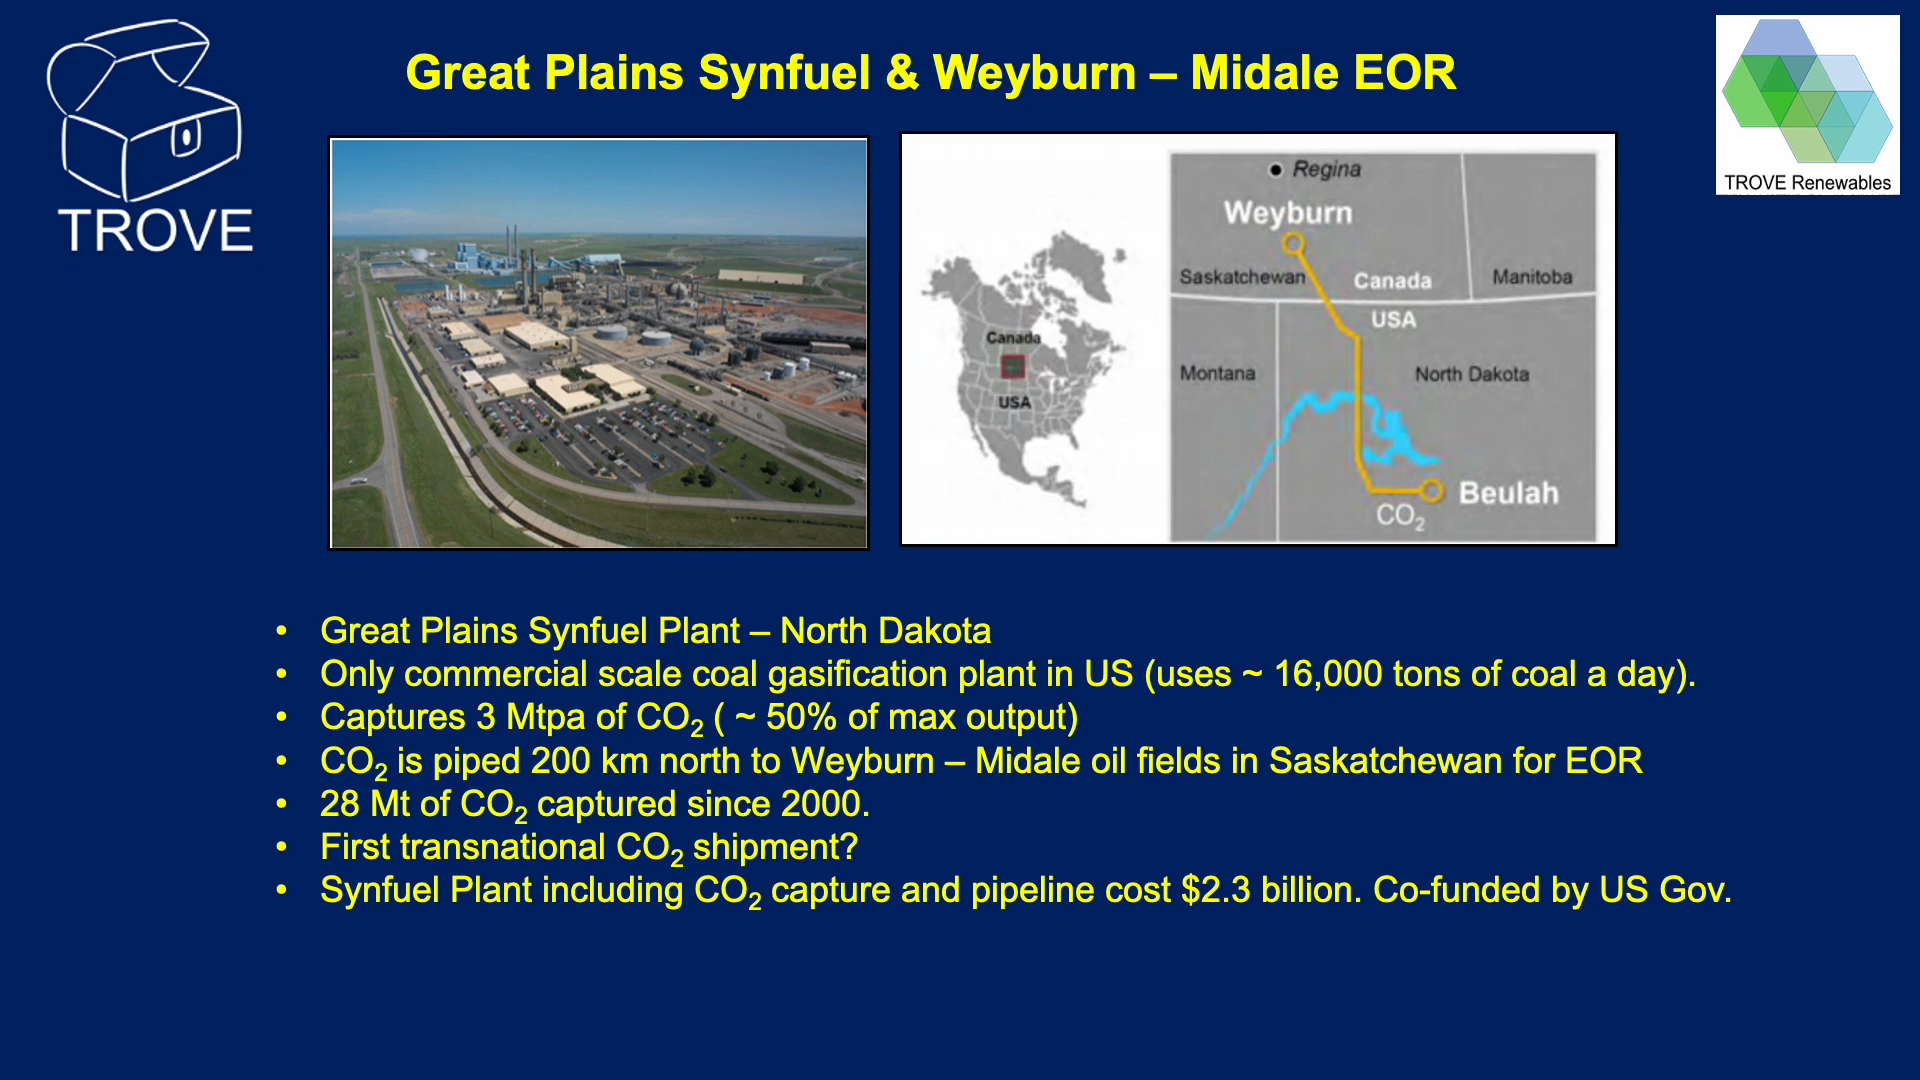 Great Plains Synfuel & Weyburn – Midale EOR
TROVE
TROVE Renewables
Canada
USA
Regina
Weyburn
Saskatchewan
Canada
Manitoba
USA
Montana
North Dakota
Beulah
CO₂
• Great Plains Synfuel Plant – North Dakota
• Only commercial scale coal gasification plant in US (uses ~ 16,000 tons of coal a day).
• Captures 3 Mtpa of CO₂ ( ~ 50% of max output)
• CO₂ is piped 200 km north to Weyburn – Midale oil fields in Saskatchewan for EOR
• 28 Mt of CO₂ captured since 2000.
• First transnational CO₂ shipment?
• Synfuel Plant including CO₂ capture and pipeline cost $2.3 billion. Co-funded by US Gov.